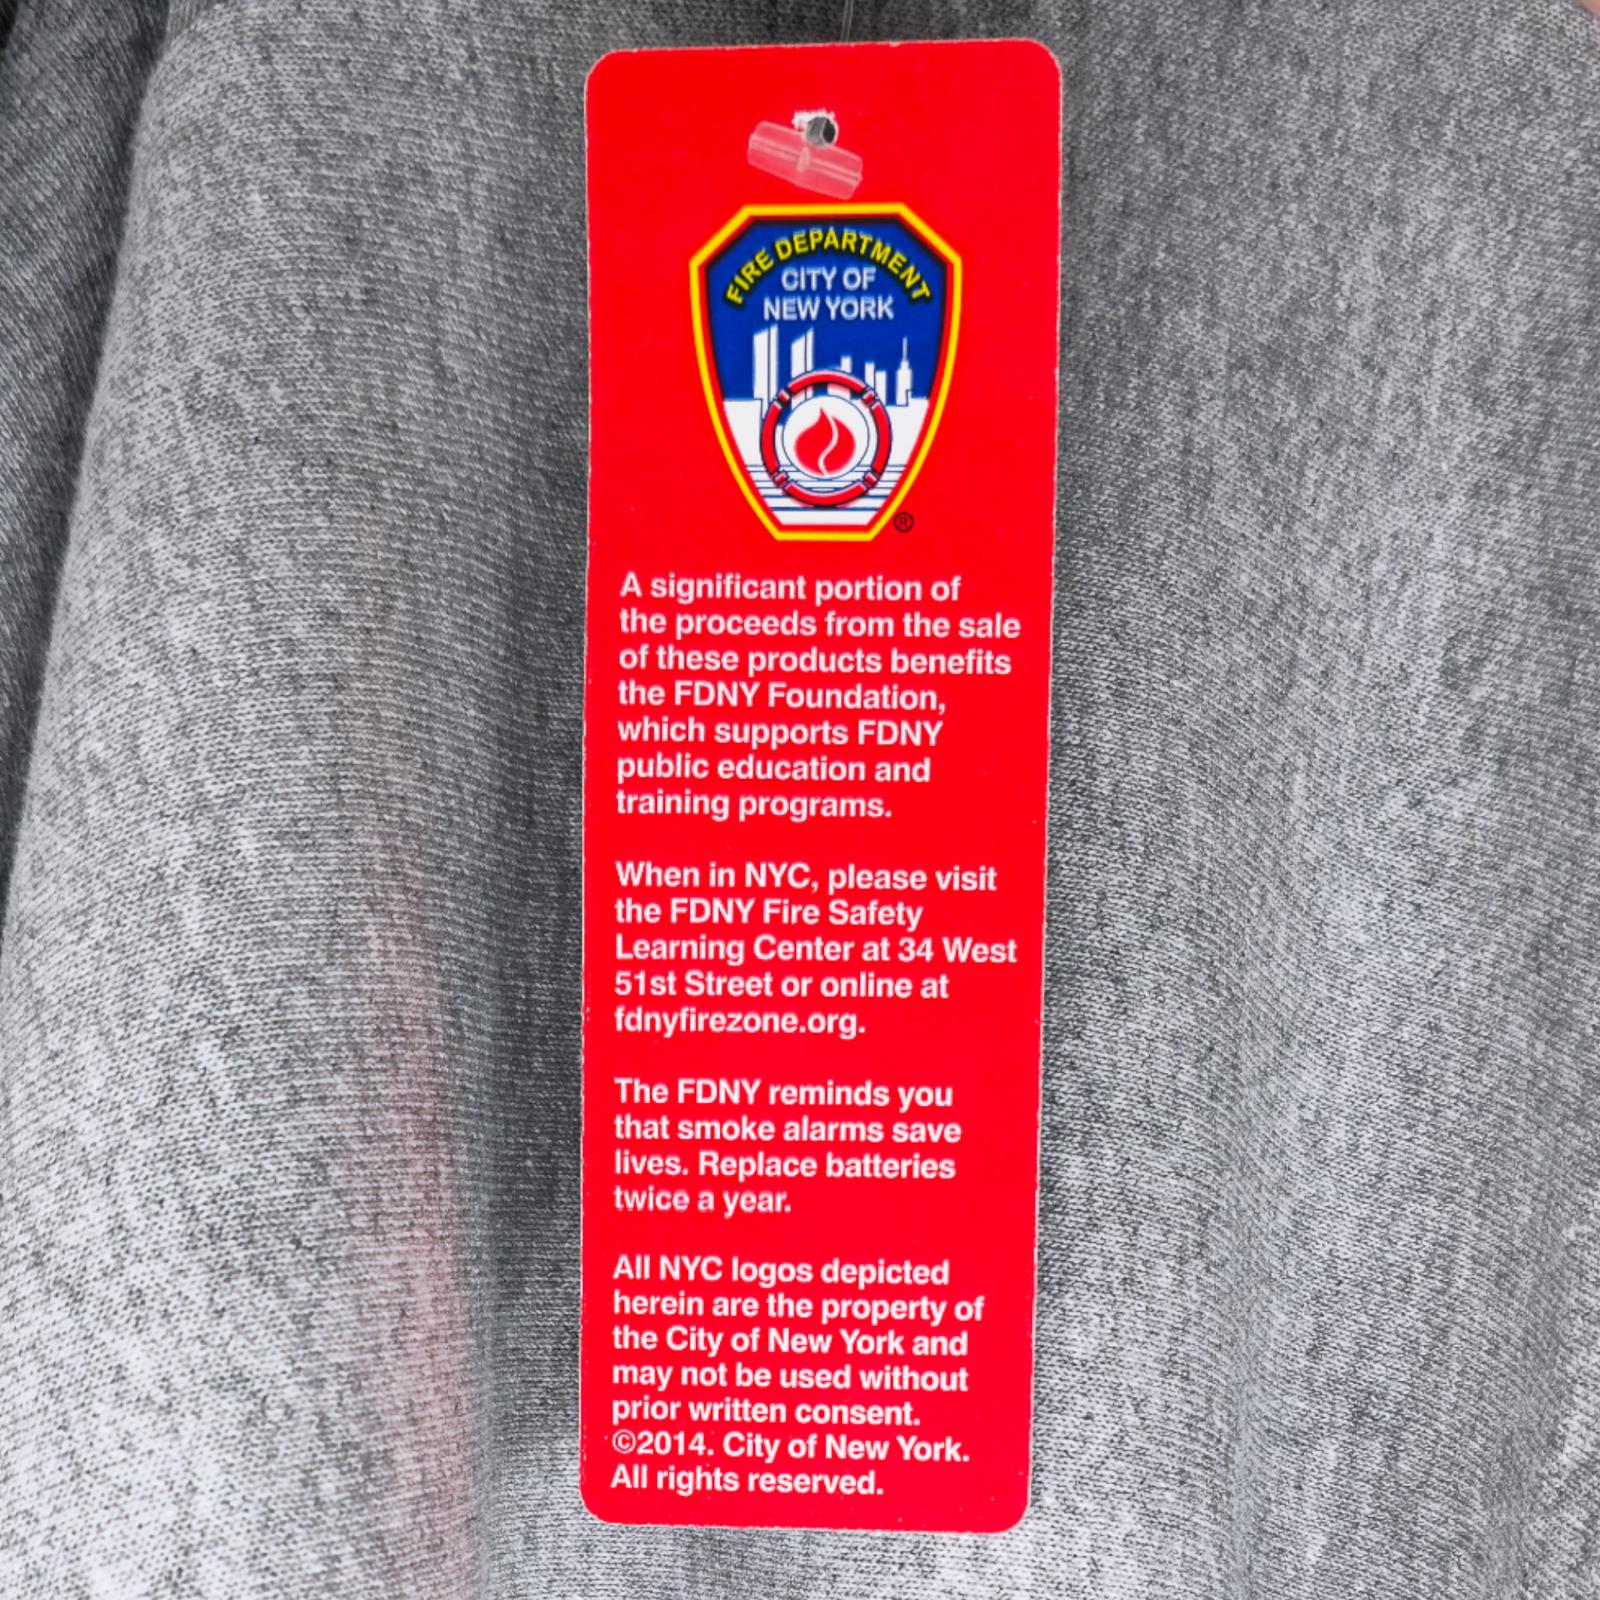 FIRE DEPARTMENT
CITY OF
NEW YORK
®
A significant portion of
the proceeds from the sale
of these products benefits
the FDNY Foundation,
which supports FDNY
public education and
training programs.
When in NYC, please visit
the FDNY Fire Safety
Learning Center at 34 West
51st Street or online at
fdnyfirezone.org.
The FDNY reminds you
that smoke alarms save
lives. Replace batteries
twice a year.
All NYC logos depicted
herein are the property of
the City of New York and
may not be used without
prior written consent.
©2014. City of New York.
All rights reserved.